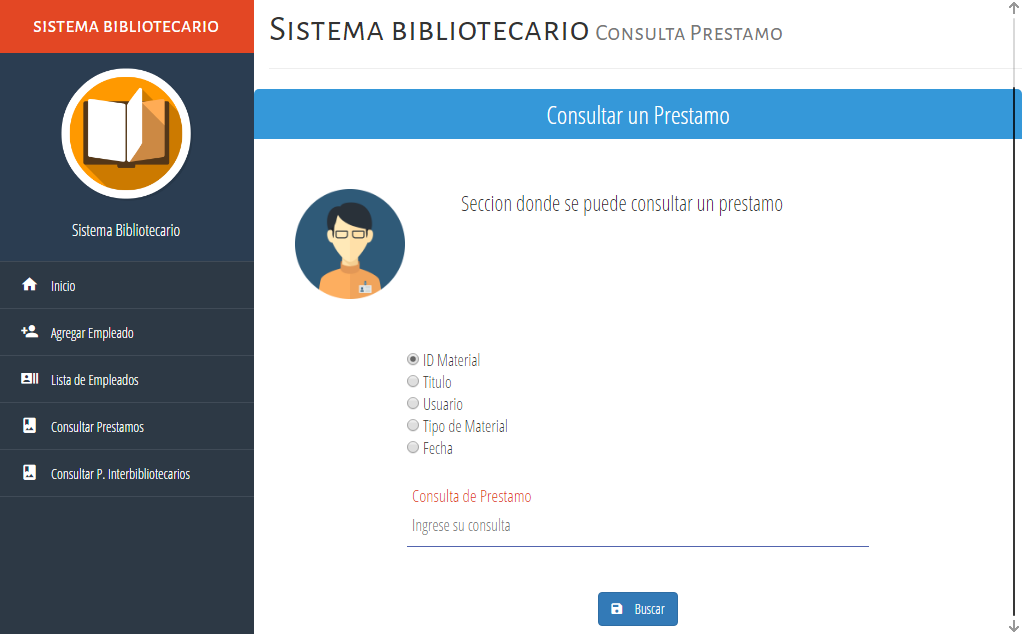 SISTEMA BIBLIOTECARIO
Sistema Bibliotecario
Inicio
Agregar Empleado
Lista de Empleados
Consultar Prestamos
Consultar P. Interbibliotecarios
Sistema bibliotecario Consulta Prestamo
Consultar un Prestamo
Seccion donde se puede consultar un prestamo
ID Material
Titulo
Usuario
Tipo de Material
Fecha
Consulta de Prestamo
Ingrese su consulta
Buscar